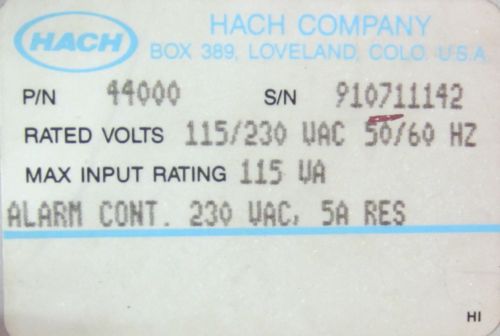 HACH
HACH COMPANY
BOX 389, LOVELAND, COLO. U.S.A
P/N 44000 S/N 910711142
RATED VOLTS 115/230 VAC 50/60 HZ
MAX INPUT RATING 115 VA
ALARM CONT. 230 VAC, 5A RES
HI